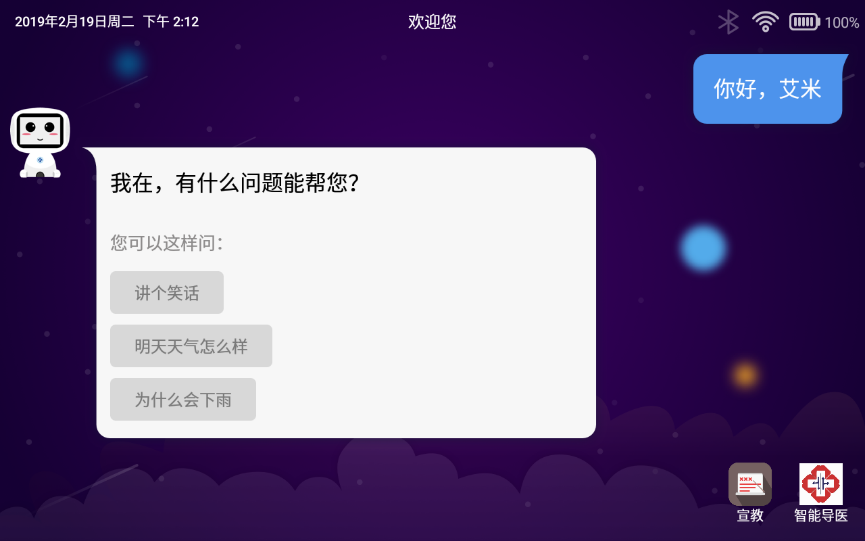 2019年2月19日周二 下午 2:12
欢迎您
100%
你好，艾米
我在，有什么问题能帮您？
您可以这样问：
讲个笑话
明天天气怎么样
为什么会下雨
XXX
宣教
智能导医